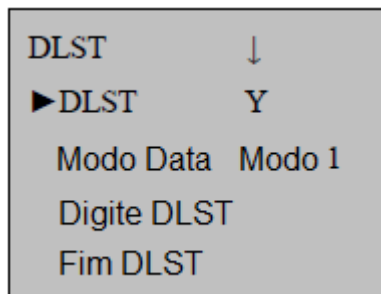 DLST ↓
►DLST Y
Modo Data Modo 1
Digite DLST
Fim DLST